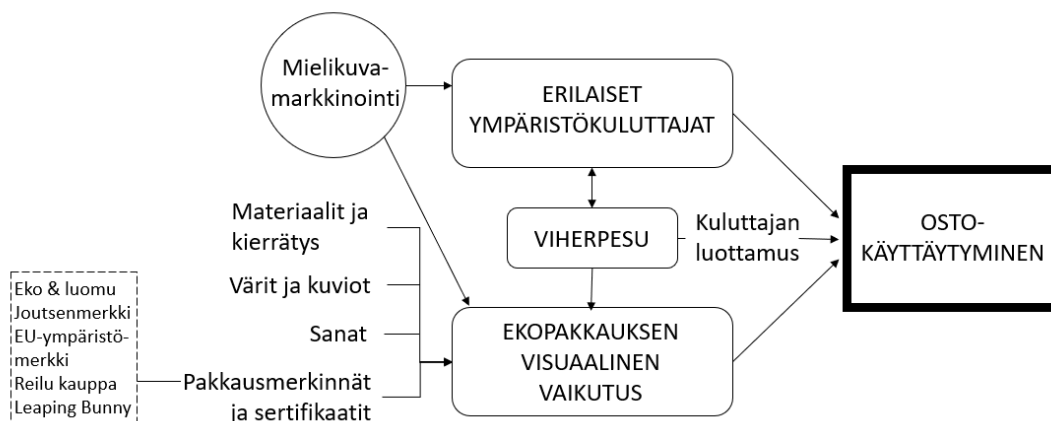 Mielikuva-
markkinointi
ERILAISET
YMPÄRISTÖKULUTTAJAT
Materiaalit ja
kierrätys
VIHERPESU
Kuluttajan
luottamus
OSTO-
KÄYTTÄYTYMINEN
Värit ja kuviot
Sanat
Pakkausmerkinnät
ja sertifikaatit
Eko & luomu
Joutsenmerkki
EU-ympäristö-
merkki
Reilu kauppa
Leaping Bunny
EKOPAKKAUKSEN
VISUAALINEN
VAIKUTUS